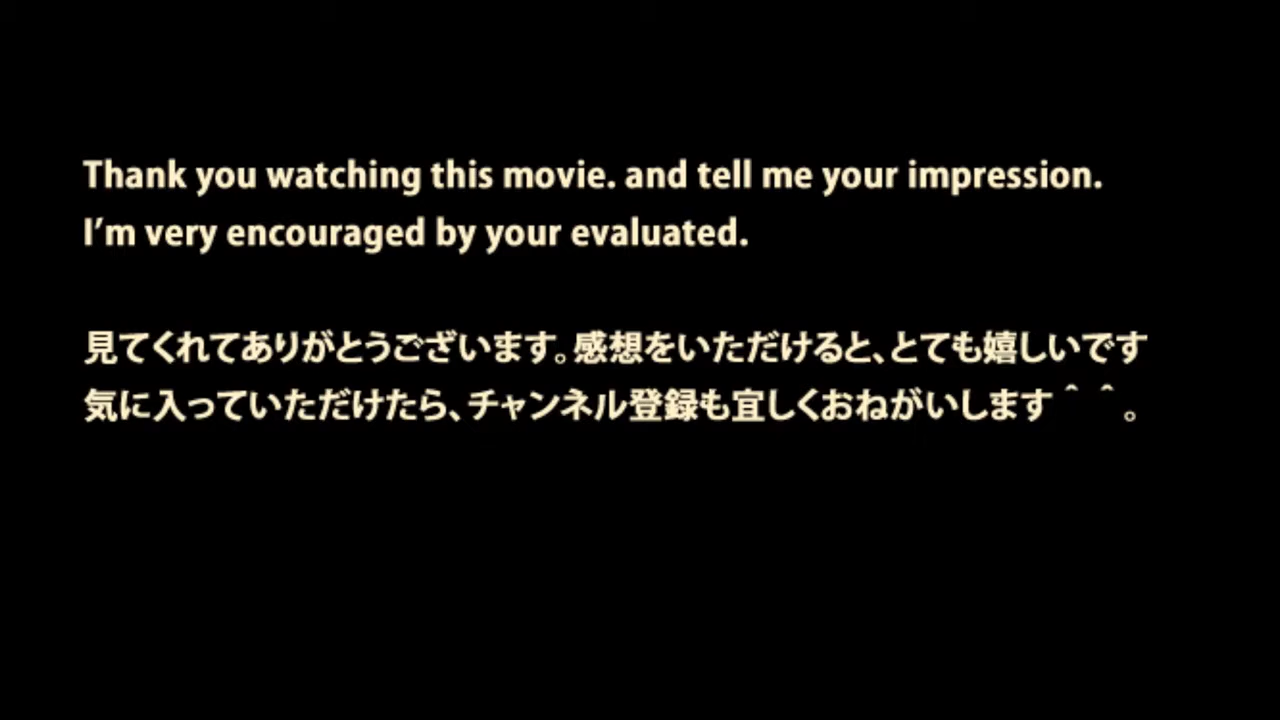 Thank you watching this movie. and tell me your impression.
I’m very encouraged by your evaluated.
見てくれてありがとうございます。感想をいただけると、とても嬉しいです
気に入っていただけたら、チャンネル登録も宜しくおねがいします＾＾。